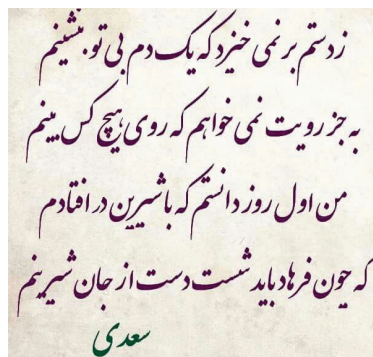 زدستم بر نمی خیزد که یک دم بی تو بنشینم
به جز رویت نمی خواهم که روی هیچ کس بینم
من اول روز دانستم که با شیرین در افتادم
که چون فرهاد باید شست دست از جان شیرینم
سعدی